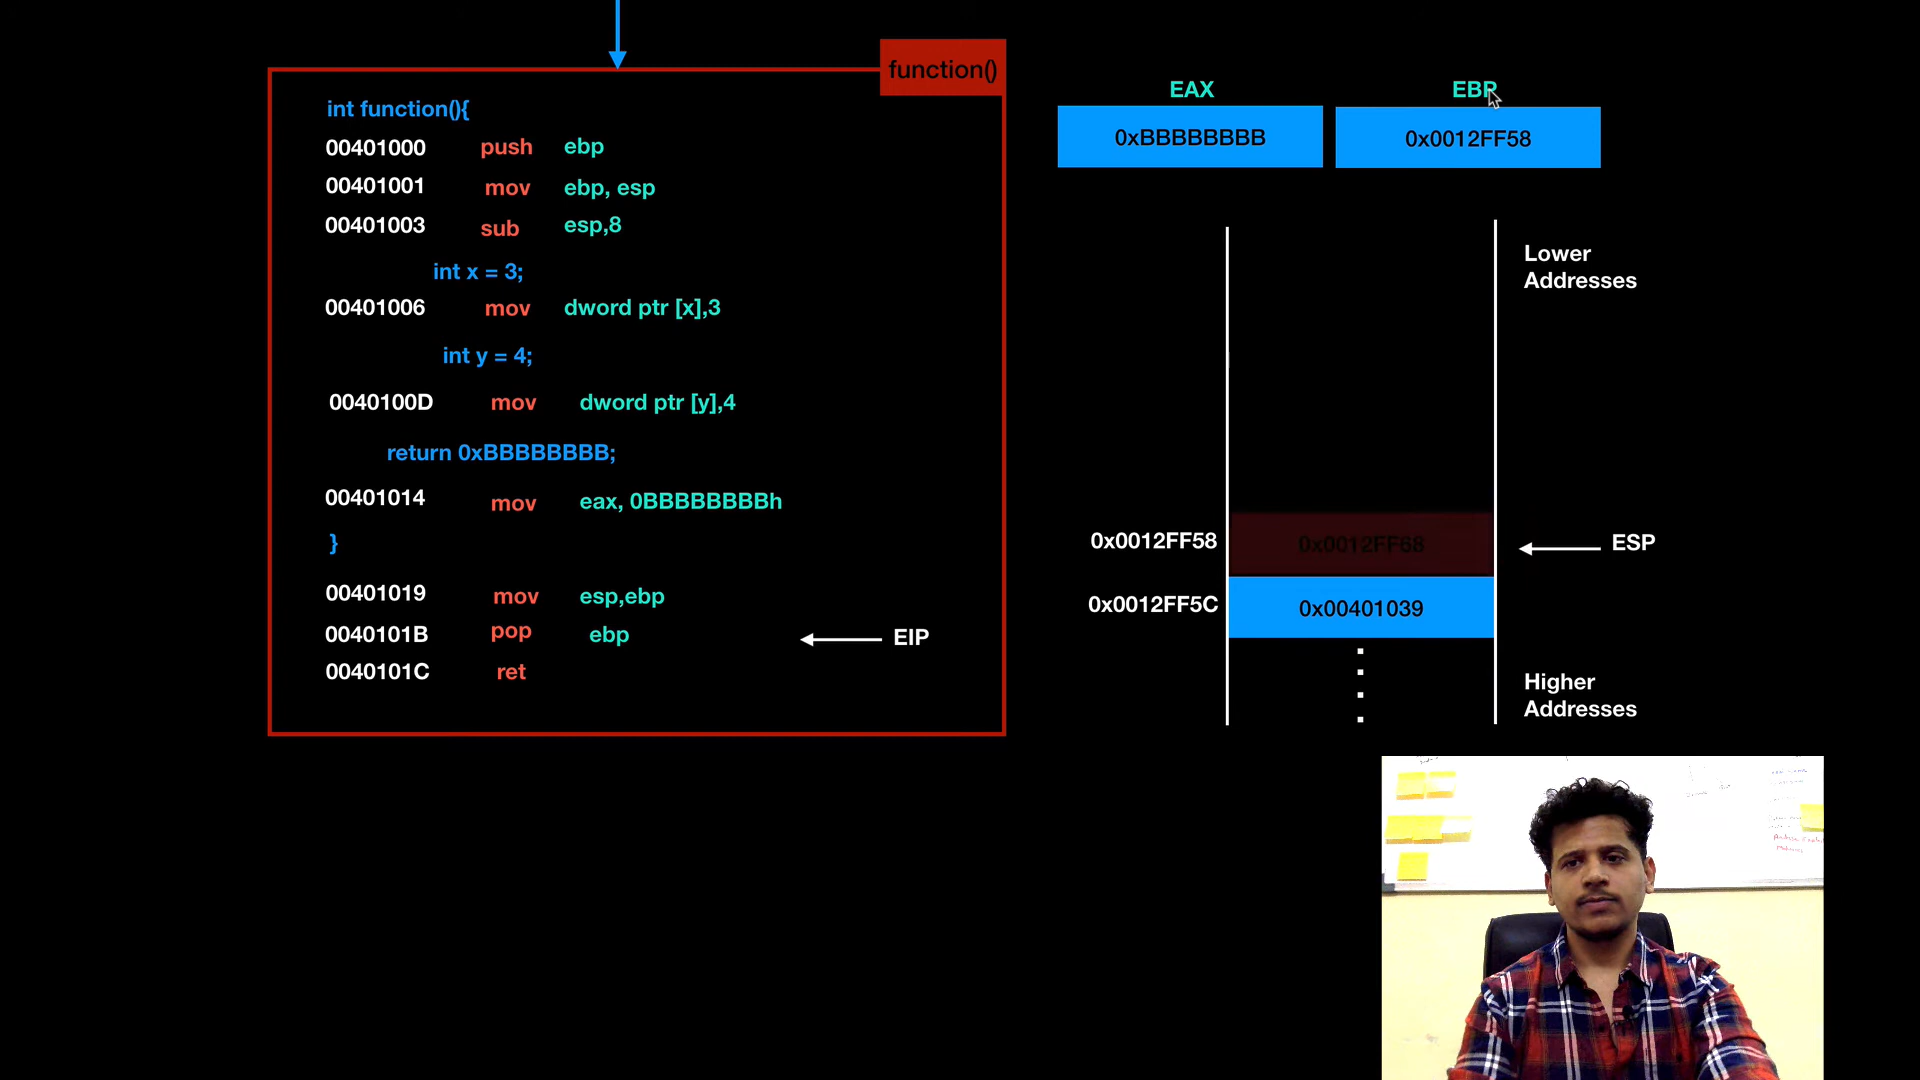 function()
int function(){
00401000 push ebp
00401001 mov ebp, esp
00401003 sub esp,8
int x = 3;
00401006 mov dword ptr [x],3
int y = 4;
0040100D mov dword ptr [y],4
return 0xBBBBBBBB;
00401014 mov eax, 0BBBBBBBBh
}
00401019 mov esp,ebp
0040101B pop ebp
EIP
0040101C ret
EAX
EBP
0xBBBBBBBB
0x0012FF58
Lower
Addresses
0x0012FF58
0x0012FF68
ESP
0x0012FF5C
0x00401039
Higher
Addresses